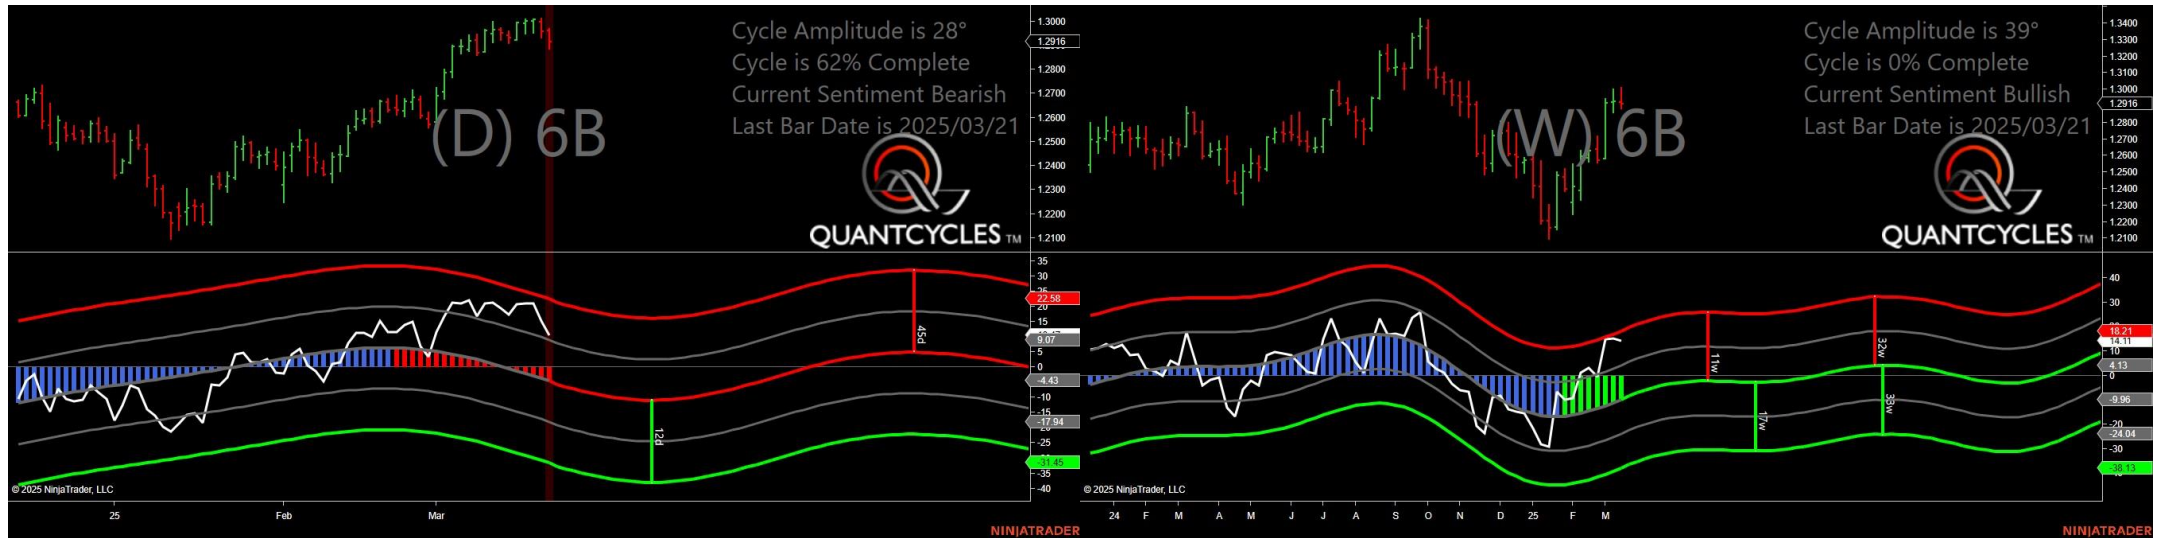 Cycle Amplitude is 28°
Cycle is 62% Complete
Current Sentiment Bearish
Last Bar Date is 2025/03/21
(D) 6B
QUANTCYCLES TM
1.3000
1.2916
1.2800
1.2700
1.2600
1.2500
1.2400
1.2300
1.2200
1.2100
35
30
25
22.58
20
15
9.07
5
0
-4.43
-10
-15
-17.94
-25
-31.45
-35
-40
45d
12d
© 2025 NinjaTrader, LLC
25
Feb
Mar
NINJATRADER
Cycle Amplitude is 39°
Cycle is 0% Complete
Current Sentiment Bullish
Last Bar Date is 2025/03/21
(W) 6B
QUANTCYCLES TM
1.3400
1.3300
1.3200
1.3100
1.3000
1.2916
1.2800
1.2700
1.2600
1.2500
1.2400
1.2300
1.2200
1.2100
40
30
18.21
14.11
10
4.13
0
-9.96
-20
-24.04
-30
-38.13
11w
17w
32w
33w
© 2025 NinjaTrader, LLC
24 F M A M J J A S O N D 25 F M
NINJATRADER